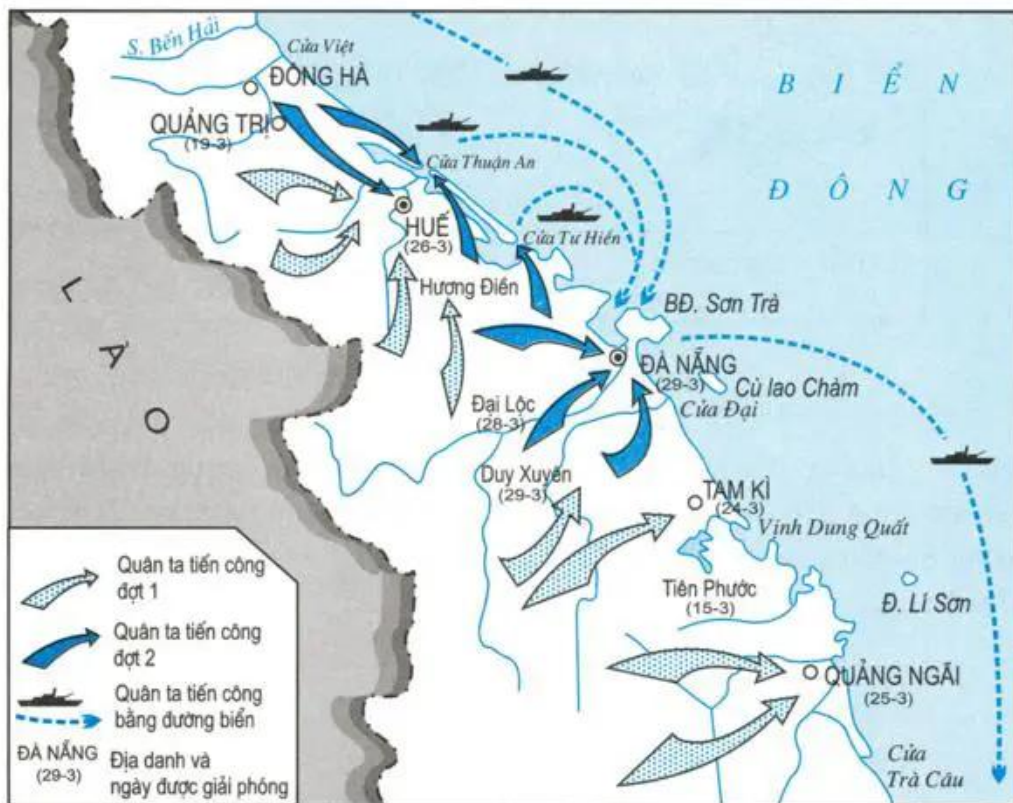 S. Bến Hải
Cửa Việt
ĐÔNG HÀ
QUẢNG TRỊ
(19-3)
Cửa Thuận An
HUẾ
(26-3)
Cửa Tư Hiền
Hương Điền
BIỂN
ĐÔNG
LÀO
BĐ. Sơn Trà
ĐÀ NẴNG
(29-3)
Cù lao Chàm
Cửa Đại
Đại Lộc
(28-3)
Duy Xuyên
(29-3)
TAM KÌ
(24-3)
Vịnh Dung Quất
Tiên Phước
(15-3)
Đ. Lí Sơn
QUẢNG NGÃI
(25-3)
Cửa
Trà Câu
Quân ta tiến công
đợt 1
Quân ta tiến công
đợt 2
Quân ta tiến công
bằng đường biển
ĐÀ NẴNG
(29-3)
Địa danh và
ngày được giải phóng